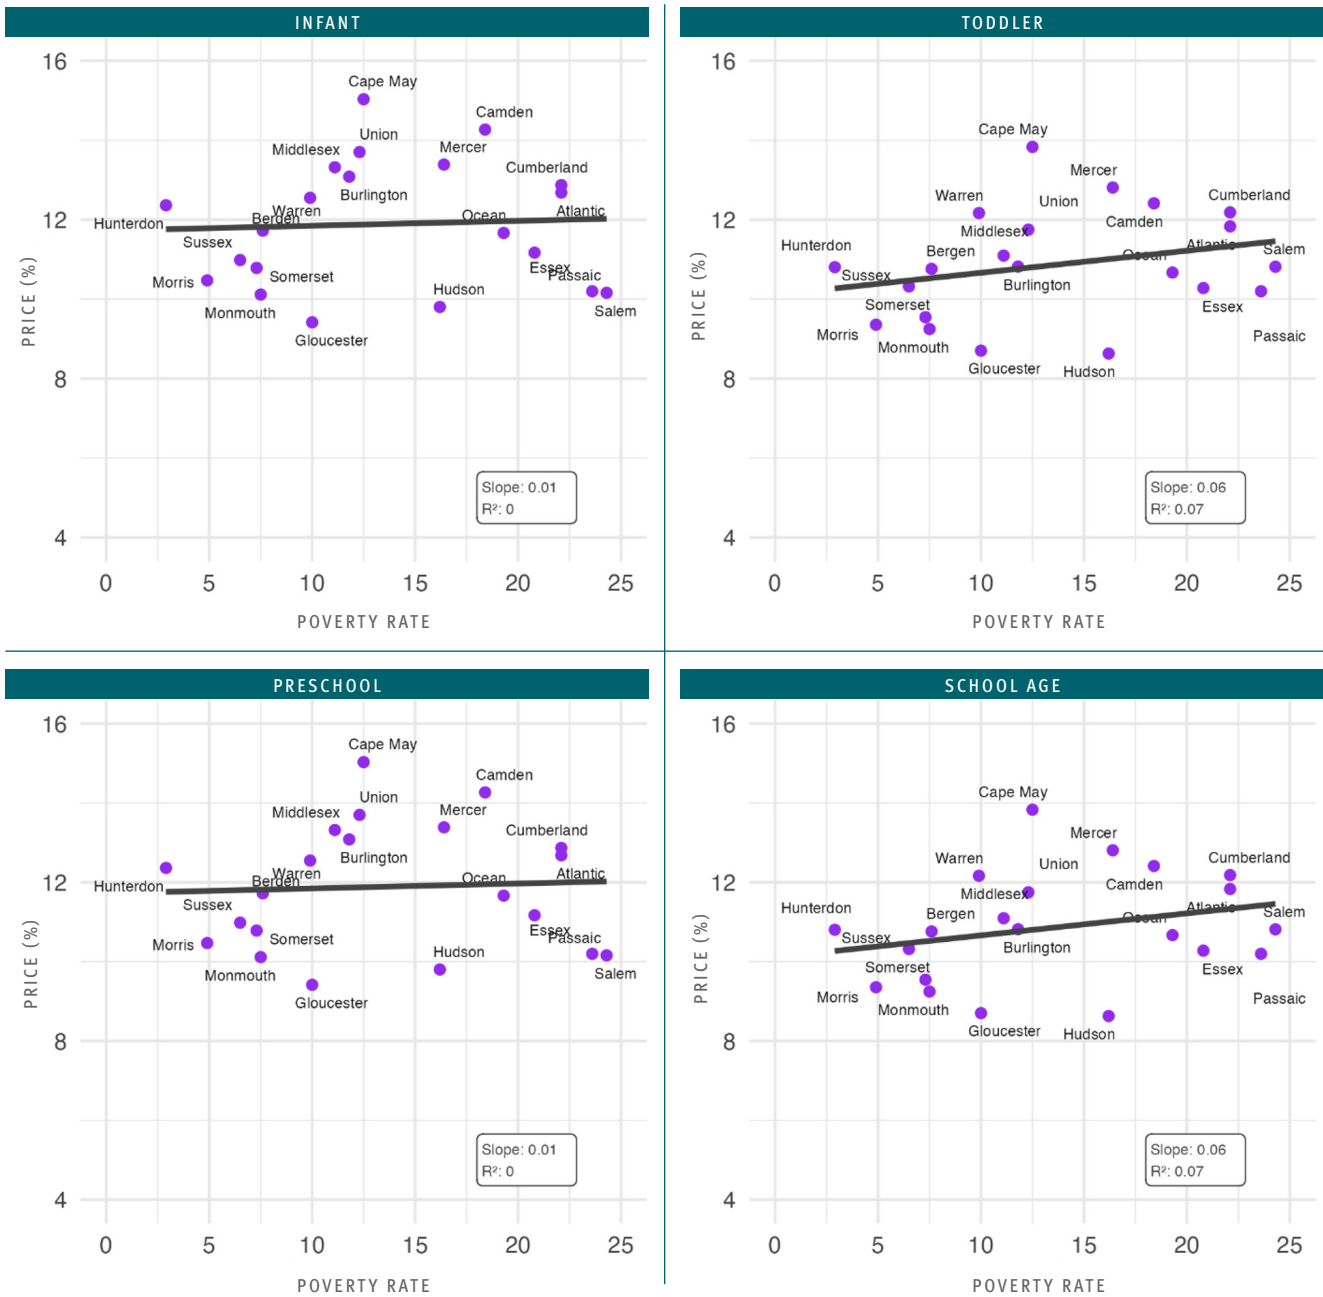 INFANT
16
Cape May
Camden
Union
Middlesex
Mercer
Cumberland
Burlington
Warren
Atlantic
12
Bergen
Ocean
Hunterdon
Sussex
Essex
Somerset
Passaic
Morris
Hudson
Monmouth
Salem
Gloucester
PRICE (%)
8
Slope: 0.01
R²: 0
4
0 5 10 15 20 25
POVERTY RATE
TODDLER
16
Cape May
Mercer
Warren
Union
Cumberland
12
Camden
Middlesex
Hunterdon
Atlantic
Bergen
Ocean
Salem
Sussex
Burlington
Somerset
Essex
Morris
Passaic
Monmouth
Gloucester
Hudson
PRICE (%)
8
Slope: 0.06
R²: 0.07
4
0 5 10 15 20 25
POVERTY RATE
PRESCHOOL
16
Cape May
Camden
Union
Middlesex
Mercer
Cumberland
Burlington
Warren
Atlantic
12
Bergen
Ocean
Hunterdon
Sussex
Essex
Somerset
Passaic
Morris
Hudson
Monmouth
Salem
Gloucester
PRICE (%)
8
Slope: 0.01
R²: 0
4
0 5 10 15 20 25
POVERTY RATE
SCHOOL AGE
16
Cape May
Mercer
Warren
Union
Cumberland
12
Camden
Middlesex
Hunterdon
Atlantic
Bergen
Ocean
Salem
Sussex
Burlington
Somerset
Essex
Morris
Passaic
Monmouth
Gloucester
Hudson
PRICE (%)
8
Slope: 0.06
R²: 0.07
4
0 5 10 15 20 25
POVERTY RATE